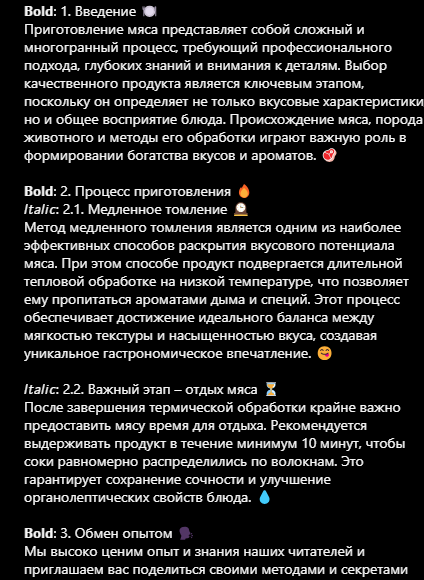 Bold: 1. Введение 🍽️
Приготовление мяса представляет собой сложный и
многогранный процесс, требующий профессионального
подхода, глубоких знаний и внимания к деталям. Выбор
качественного продукта является ключевым этапом,
поскольку он определяет не только вкусовые характеристики
но и общее восприятие блюда. Происхождение мяса, порода
животного и методы его обработки играют важную роль в
формировании богатства вкусов и ароматов. 🥩
Bold: 2. Процесс приготовления 🔥
Italic: 2.1. Медленное томление 🕰️
Метод медленного томления является одним из наиболее
эффективных способов раскрытия вкусового потенциала
мяса. При этом способе продукт подвергается длительной
тепловой обработке на низкой температуре, что позволяет
ему пропитаться ароматами дыма и специй. Этот процесс
обеспечивает достижение идеального баланса между
мягкостью текстуры и насыщенностью вкуса, создавая
уникальное гастрономическое впечатление. 😋
Italic: 2.2. Важный этап – отдых мяса ⏳
После завершения термической обработки крайне важно
предоставить мясу время для отдыха. Рекомендуется
выдерживать продукт в течение минимум 10 минут, чтобы
соки равномерно распределились по волокнам. Это
гарантирует сохранение сочности и улучшение
органолептических свойств блюда. 💧
Bold: 3. Обмен опытом 🗣️
Мы высоко ценим опыт и знания наших читателей и
приглашаем вас поделиться своими методами и секретами